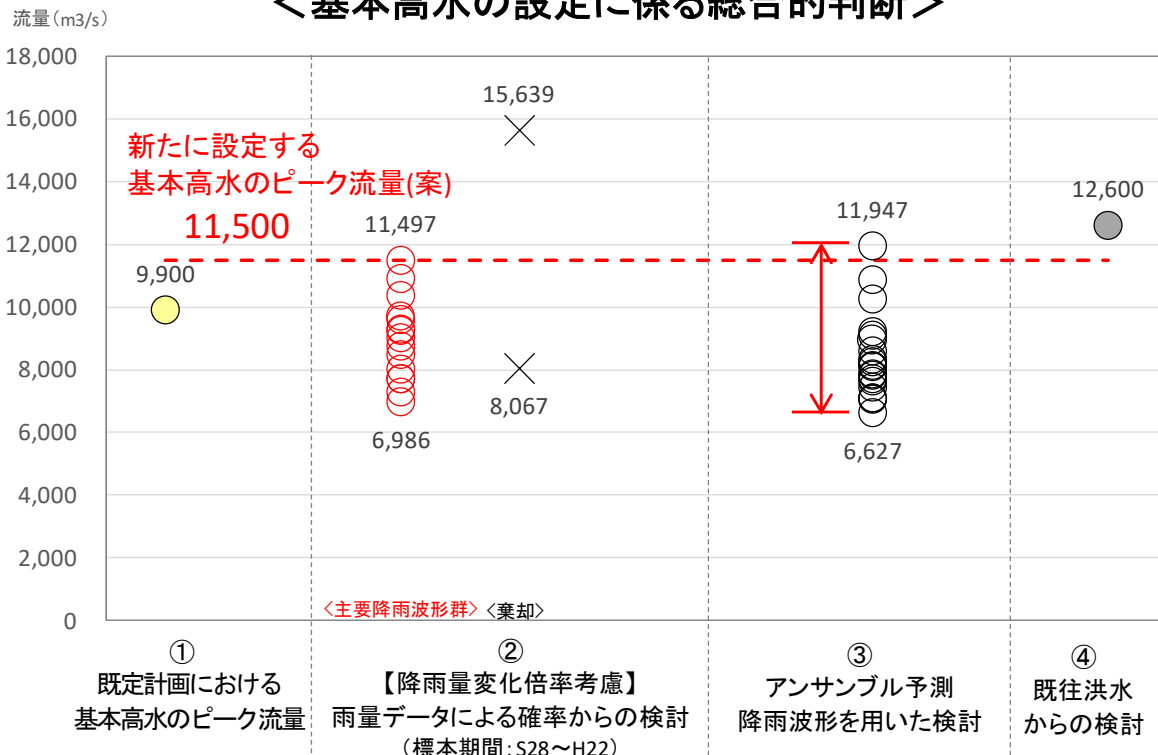 ＜基本高水の設定に係る総合的判断＞
流量（m3/s）
18,000
16,000
14,000
12,000
10,000
8,000
6,000
4,000
2,000
0
新たに設定する
基本高水のピーク流量(案)
11,500
9,900
11,497
6,986
15,639
8,067
11,947
6,627
12,600
〈主要降雨波形群〉 〈棄却〉
①
既定計画における
基本高水のピーク流量
②
【降雨量変化倍率考慮】
雨量データによる確率からの検討
（標本期間：S28～H22）
③
アンサンブル予測
降雨波形を用いた検討
④
既往洪水
からの検討